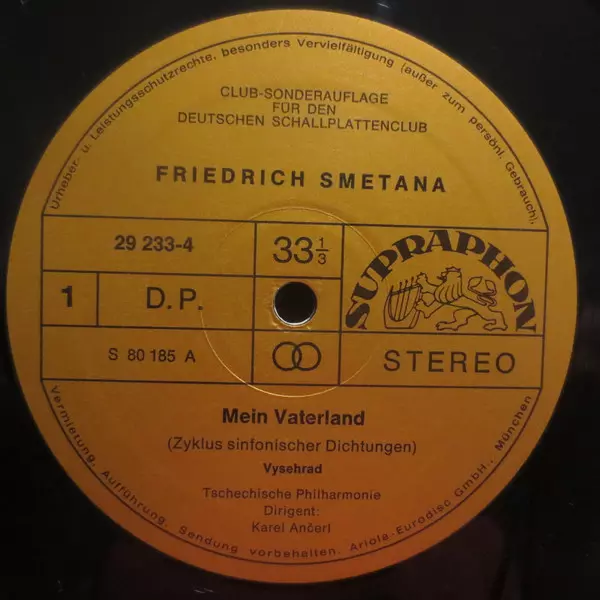 Urheber- u. Leistungsschutzrechte, besonders Vervielfältigung (außer zum persönl. Gebrauch),
CLUB-SONDERAUFLAGE
FÜR DEN
DEUTSCHEN SCHALLPLATTENCLUB
FRIEDRICH SMETANA
29 233-4
33 1/3
SUPRAPHON
1
D.P.
S 80 185 A
STEREO
Mein Vaterland
(Zyklus sinfonischer Dichtungen)
Vysehrad
Tschechische Philharmonie
Dirigent:
Karel Ančerl
Vermietung, Aufführung, Sendung vorbehalten. Ariola-Eurodisc GmbH. München